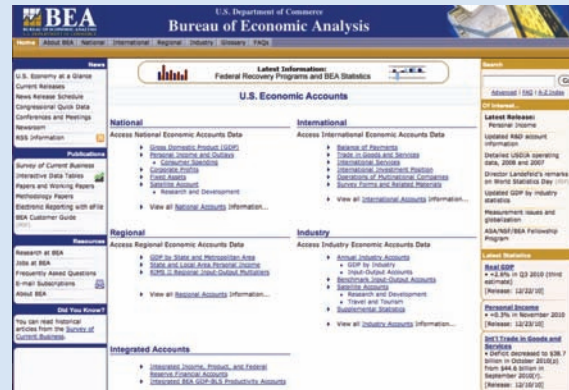 BEA
BUREAU OF ECONOMIC ANALYSIS
U.S. DEPARTMENT OF COMMERCE
U.S. Department of Commerce
Bureau of Economic Analysis
Home About BEA National International Regional Industry Glossary FAQs
News
U.S. Economy at a Glance
Current Releases
News Release Schedule
Congressional Quick Data
Conferences and Meetings
Newsroom
RSS Information
Publications
Survey of Current Business
Interactive Data Tables
Papers and Working Papers
Methodology Papers
Electronic Reporting with eFile
BEA Customer Guide
Resources
Research at BEA
Jobs at BEA
Frequently Asked Questions
E-mail Subscriptions
About BEA
Did You Know?
You can read historical
articles from the Survey of
Current Business.
Latest Information:
Federal Recovery Programs and BEA Statistics
U.S. Economic Accounts
National
Access National Economic Accounts Data
Gross Domestic Product (GDP)
Personal Income and Outlays
Consumer Spending
Corporate Profits
Fixed Assets
Satellite Account
Research and Development
View all National Accounts Information...
International
Access International Economic Accounts Data
Balance of Payments
Trade in Goods and Services
International Services
International Investment Position
Operations of Multinational Companies
Survey Forms and Related Materials
View all International Accounts Information...
Regional
Access Regional Economic Accounts Data
GDP by State and Metropolitan Area
State and Local Area Personal Income
RIMS II Regional Input-Output Multipliers
View all Regional Accounts Information...
Industry
Access Industry Economic Accounts Data
Annual Industry Accounts
GDP by Industry
Input-Output Accounts
Benchmark Input-Output Accounts
Satellite Accounts
Research and Development
Travel and Tourism
Supplemental Statistics
View all Industry Accounts Information...
Integrated Accounts
Integrated Income, Product, and Federal
Reserve Financial Accounts
Integrated BEA GDP-BLS Productivity Accounts
Search
Advanced | FAQ | A-Z Index
Of Interest...
Latest Release:
Personal Income
Updated R&D account
information
Detailed USDIA operating
data, 2008 and 2007
Director Landefeld's remarks
on World Statistics Day
Updated GDP by industry
statistics
Measurement issues and
globalization
ASA/NSF/BEA Fellowship
Program
Latest Statistics
Real GDP
+2.6% in Q3 2010 (third
estimate)
[Release: 12/22/10]
Personal Income
+0.3% in November 2010
[Release: 12/23/10]
Int'l Trade in Goods and
Services
Deficit decreased to $38.7
billion in October 2010(p)
from $44.6 billion in
September 2010(r).
[Release: 12/10/10]